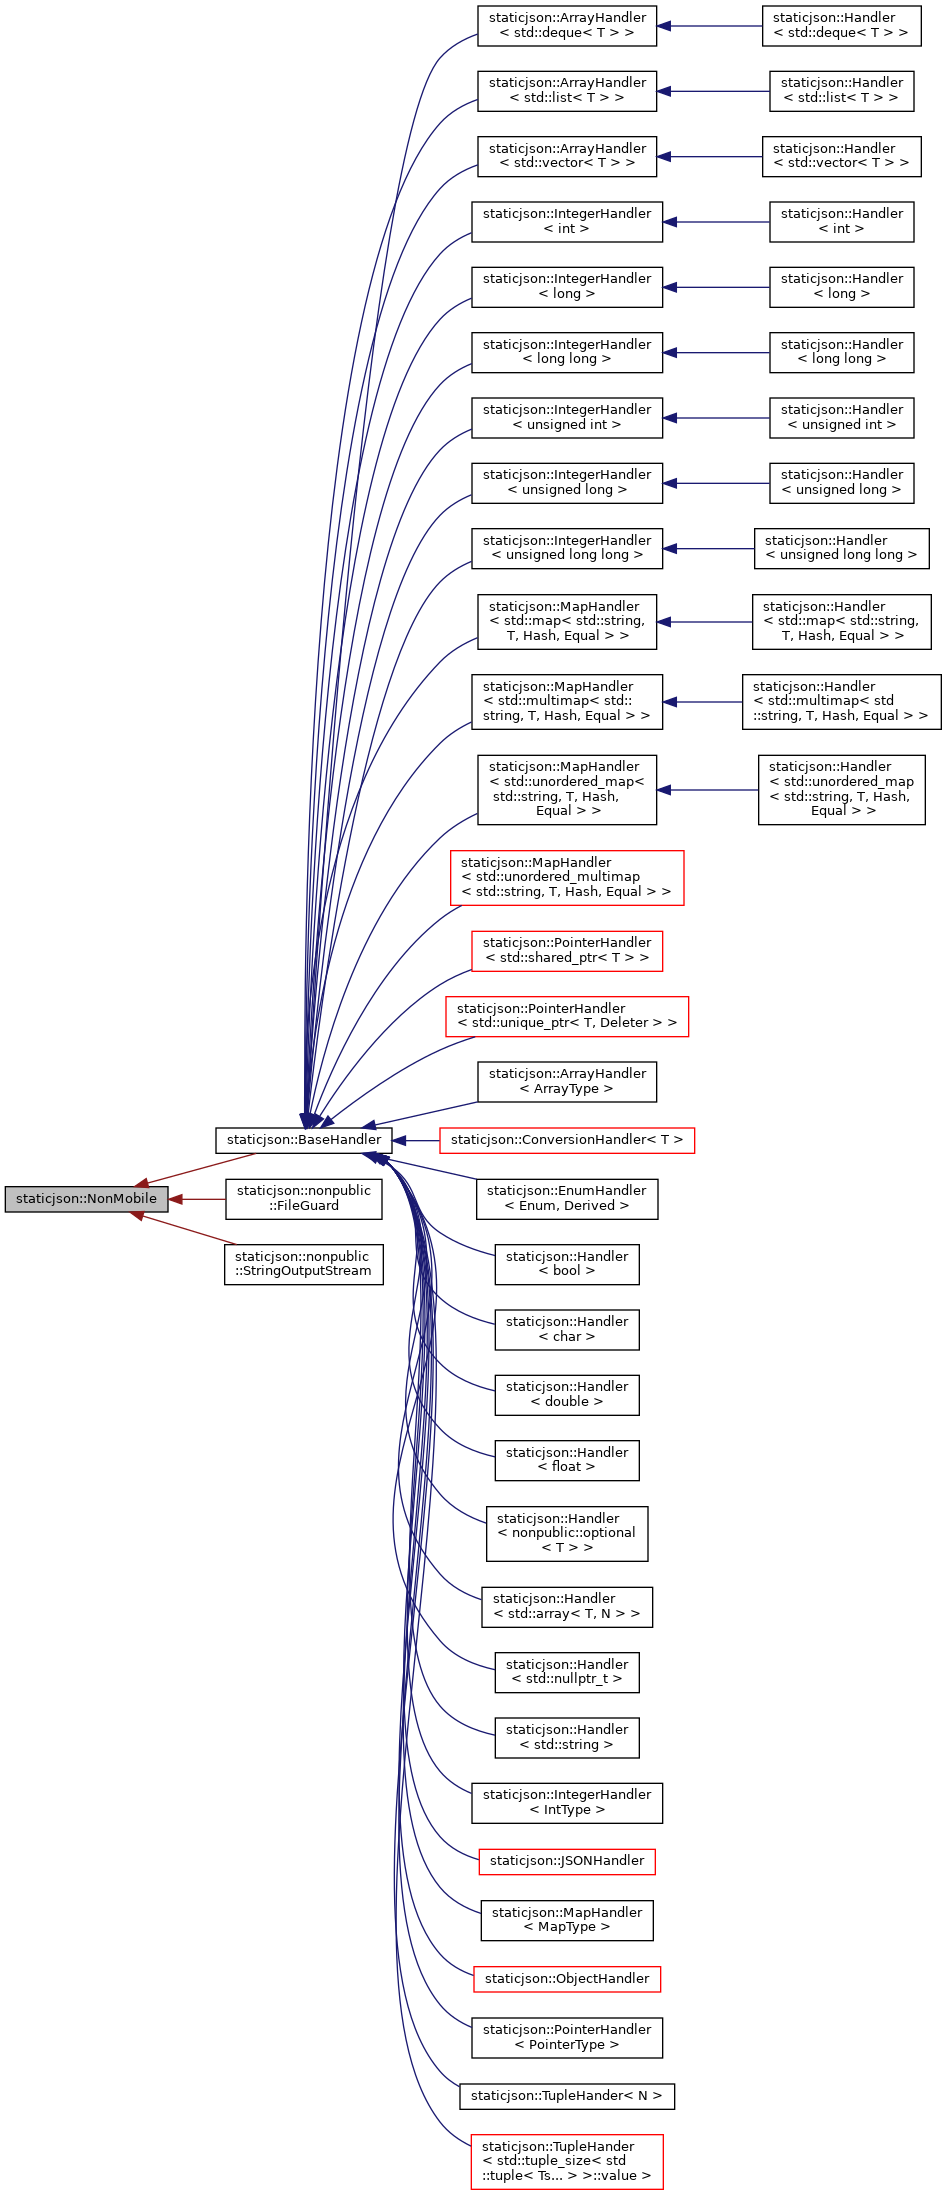 staticjson::ArrayHandler
< std::deque< T > >
staticjson::Handler
< std::deque< T > >
staticjson::ArrayHandler
< std::list< T > >
staticjson::Handler
< std::list< T > >
staticjson::ArrayHandler
< std::vector< T > >
staticjson::Handler
< std::vector< T > >
staticjson::IntegerHandler
< int >
staticjson::Handler
< int >
staticjson::IntegerHandler
< long >
staticjson::Handler
< long >
staticjson::IntegerHandler
< long long >
staticjson::Handler
< long long >
staticjson::IntegerHandler
< unsigned int >
staticjson::Handler
< unsigned int >
staticjson::IntegerHandler
< unsigned long >
staticjson::Handler
< unsigned long >
staticjson::IntegerHandler
< unsigned long long >
staticjson::Handler
< unsigned long long >
staticjson::MapHandler
< std::map< std::string,
T, Hash, Equal > >
staticjson::Handler
< std::map< std::string,
T, Hash, Equal > >
staticjson::MapHandler
< std::multimap< std::
string, T, Hash, Equal > >
staticjson::Handler
< std::multimap< std
::string, T, Hash, Equal > >
staticjson::MapHandler
< std::unordered_map<
std::string, T, Hash,
Equal > >
staticjson::Handler
< std::unordered_map
< std::string, T, Hash,
Equal > >
staticjson::MapHandler
< std::unordered_multimap
< std::string, T, Hash, Equal > >
staticjson::PointerHandler
< std::shared_ptr< T > >
staticjson::PointerHandler
< std::unique_ptr< T, Deleter > >
staticjson::ArrayHandler
< ArrayType >
staticjson::BaseHandler
staticjson::ConversionHandler< T >
staticjson::NonMobile
staticjson::nonpublic
::FileGuard
staticjson::EnumHandler
< Enum, Derived >
staticjson::nonpublic
::StringOutputStream
staticjson::Handler
< bool >
staticjson::Handler
< char >
staticjson::Handler
< double >
staticjson::Handler
< float >
staticjson::Handler
< nonpublic::optional
< T > >
staticjson::Handler
< std::array< T, N > >
staticjson::Handler
< std::nullptr_t >
staticjson::Handler
< std::string >
staticjson::IntegerHandler
< IntType >
staticjson::JSONHandler
staticjson::MapHandler
< MapType >
staticjson::ObjectHandler
staticjson::PointerHandler
< PointerType >
staticjson::TupleHander< N >
staticjson::TupleHander
< std::tuple_size< std
::tuple< Ts... > >::value >